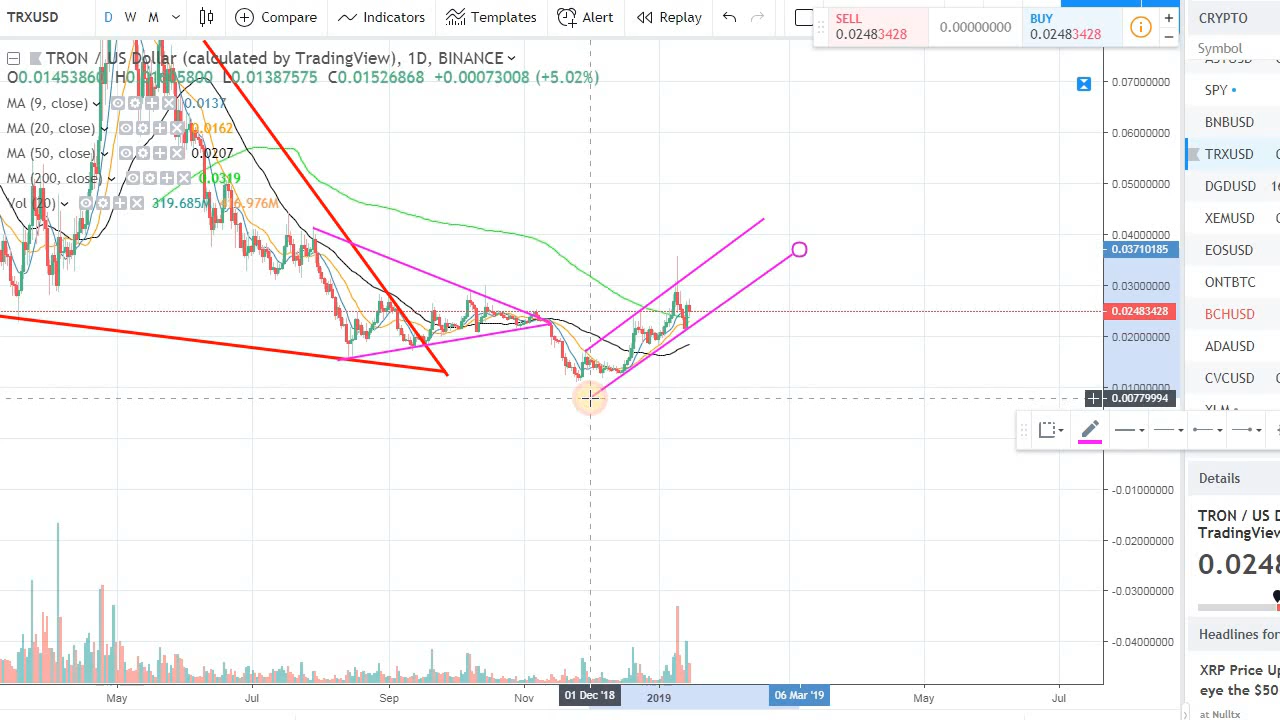 TRXUSD D W M Compare Indicators Templates Alert Replay
SELL 0.02483428 0.00000000 BUY 0.02483428 + −
TRON / US Dollar (calculated by TradingView), 1D, BINANCE
L0.01387575 C0.01526868 +0.00073008 (+5.02%)
MA (9, close) 0.0137
MA (20, close) 0.0162
MA (50, close) 0.0207
MA (200, close) 0.0319
Vol (20) 319.685M
0.07000000
0.06000000
0.05000000
0.04000000
0.03710185
0.03000000
0.02483428
0.02000000
0.01000000
0.00779994
-0.01000000
-0.02000000
-0.03000000
-0.04000000
May Jul Sep Nov 01 Dec '18 2019 06 Mar '19 May Jul
CRYPTO
Symbol
SPY
BNBUSD
TRXUSD 0
DGDUSD 16
XEMUSD 0
EOSUSD
ONTBTC
BCHUSD
ADAUSD
CVCUSD
Details
TRON / US D
TradingView
0.0248
Headlines for
XRP Price Up
eye the $50
at Nulltx